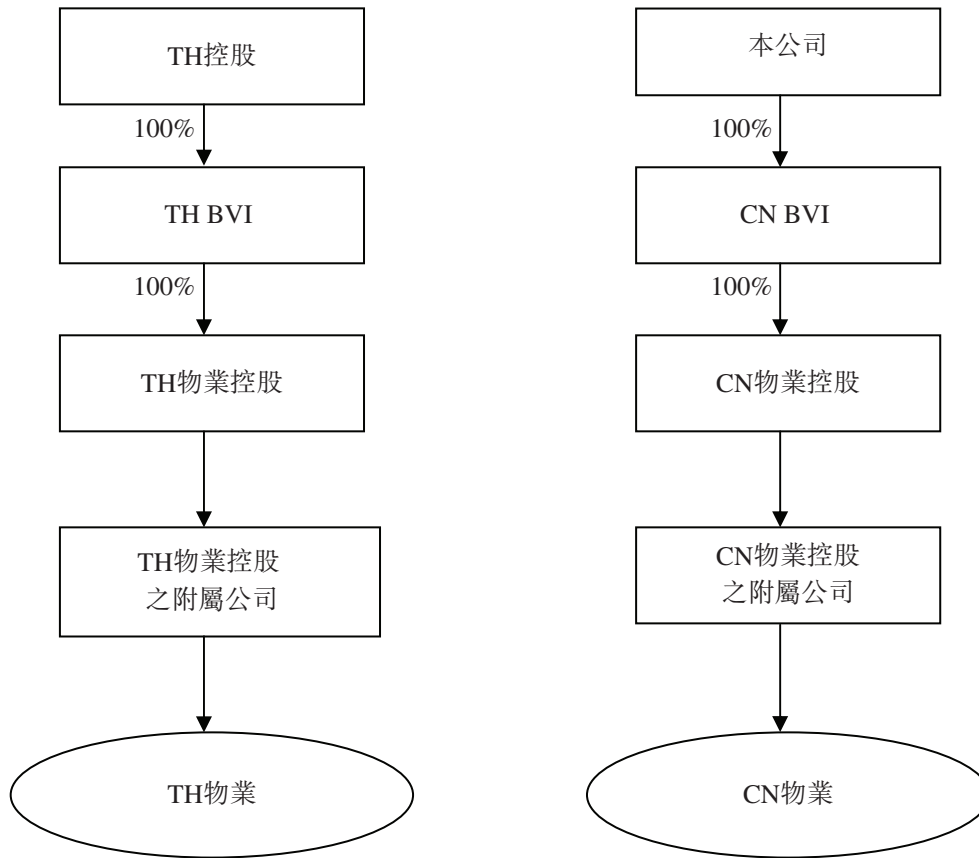 TH控股
100%
TH BVI
100%
TH物業控股
TH物業控股
之附屬公司
TH物業
本公司
100%
CN BVI
100%
CN物業控股
CN物業控股
之附屬公司
CN物業